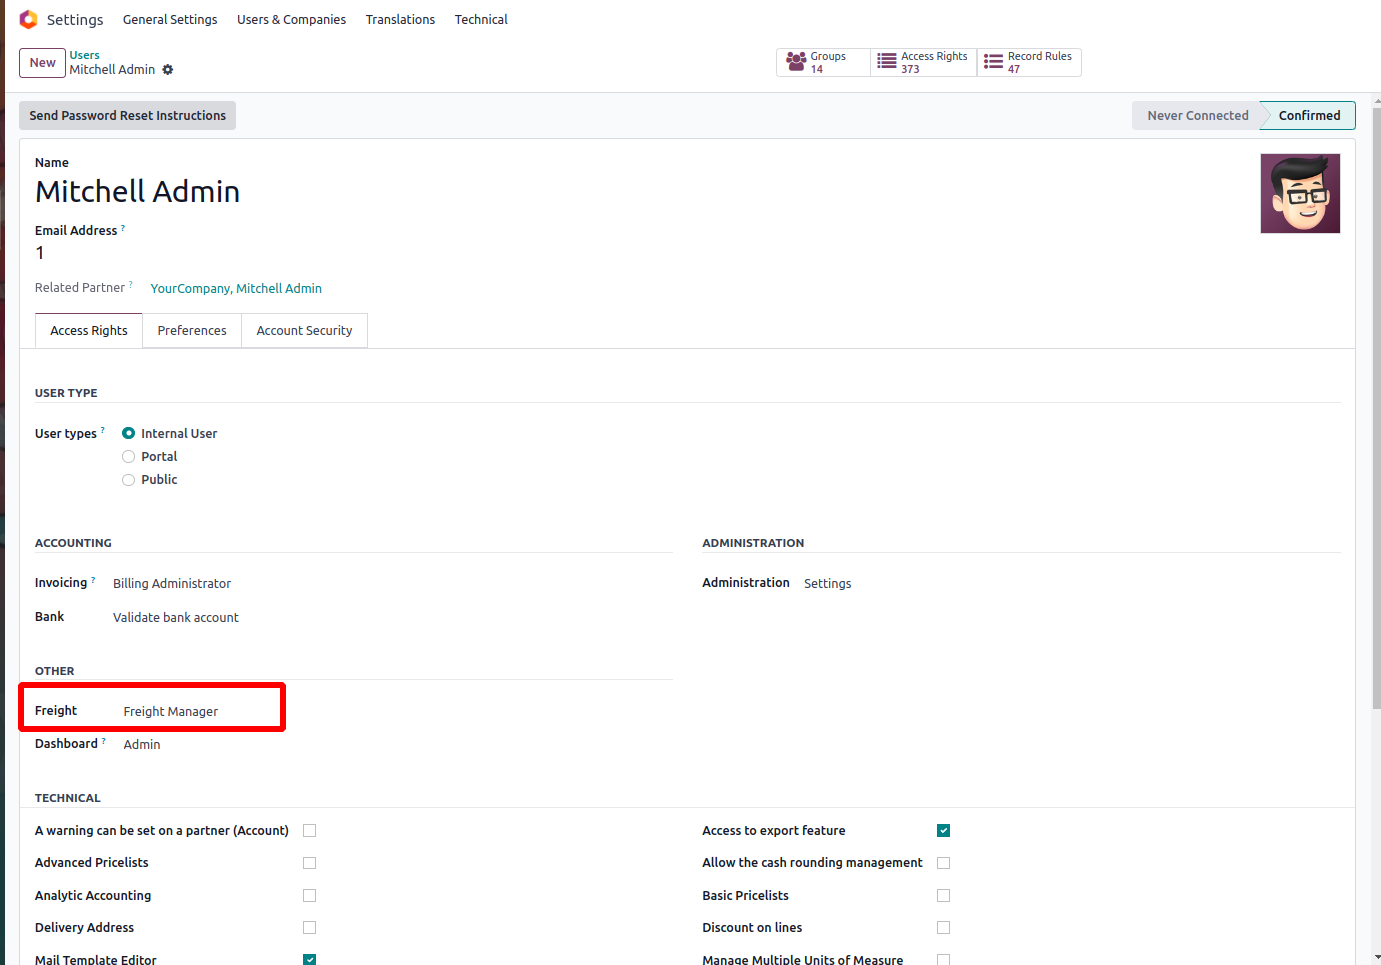 Settings General Settings Users & Companies Translations Technical
New Users
Mitchell Admin
Groups
14
Access Rights
373
Record Rules
47
Send Password Reset Instructions
Never Connected Confirmed
Name
Mitchell Admin
Email Address ?
1
Related Partner ? YourCompany, Mitchell Admin
Access Rights Preferences Account Security
USER TYPE
User types ? Internal User
Portal
Public
ACCOUNTING ADMINISTRATION
Invoicing ? Billing Administrator Administration Settings
Bank Validate bank account
OTHER
Freight Freight Manager
Dashboard ? Admin
TECHNICAL
A warning can be set on a partner (Account) Access to export feature
Advanced Pricelists Allow the cash rounding management
Analytic Accounting Basic Pricelists
Delivery Address Discount on lines
Mail Template Editor Manage Multiple Units of Measure